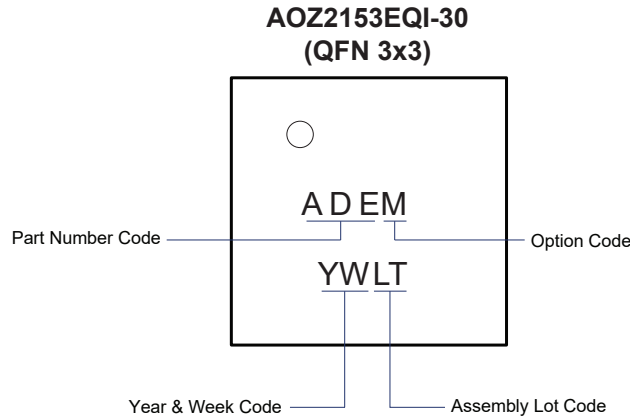 AOZ2153EQI-30
(QFN 3x3)
A D EM
Part Number Code
Option Code
YWLT
Year & Week Code
Assembly Lot Code